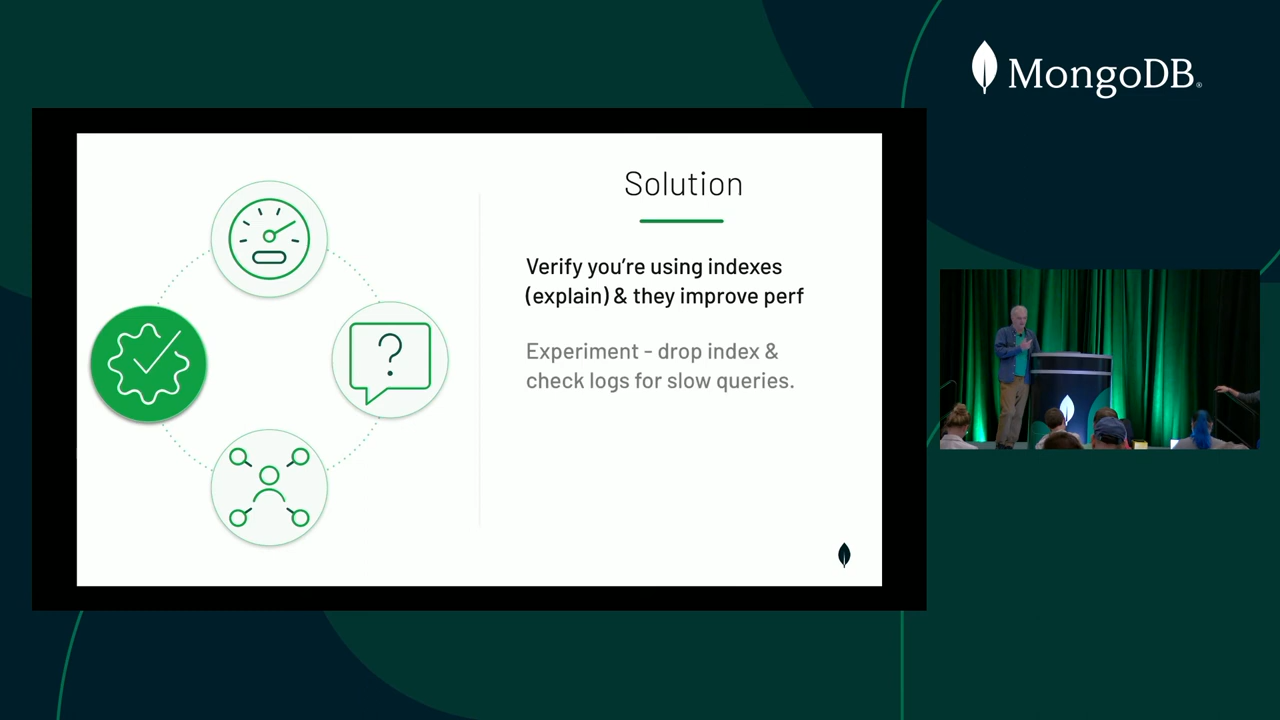 MongoDB®
Solution
Verify you're using indexes
(explain) & they improve perf
Experiment - drop index &
check logs for slow queries.
?